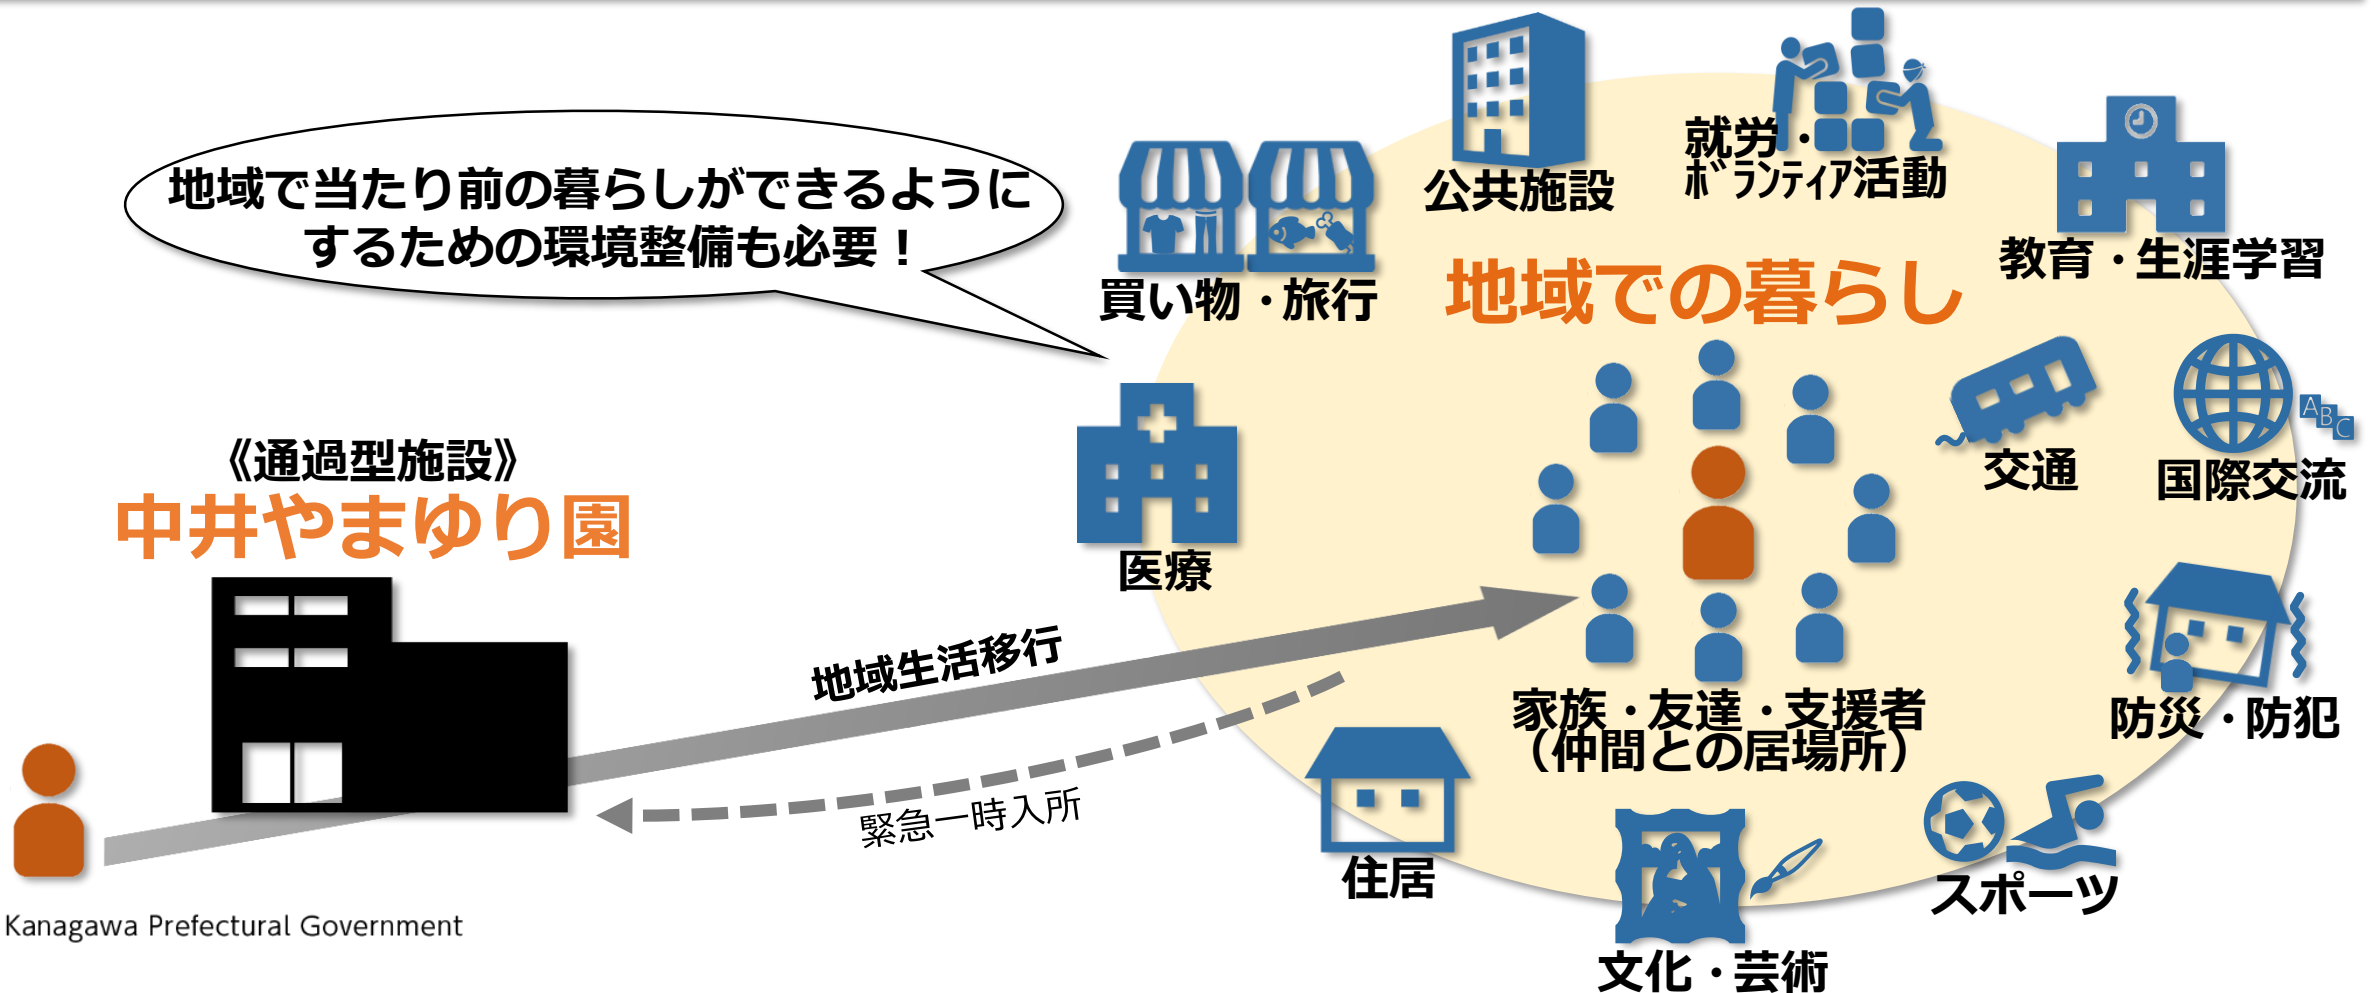 地域で当たり前の暮らしができるように
するための環境整備も必要！
公共施設
就労・
ボランティア活動
教育・生涯学習
買い物・旅行
地域での暮らし
交通
国際交流
ABC
医療
《通過型施設》
中井やまゆり園
地域生活移行
緊急一時入所
家族・友達・支援者
（仲間との居場所）
防災・防犯
住居
スポーツ
文化・芸術
Kanagawa Prefectural Government